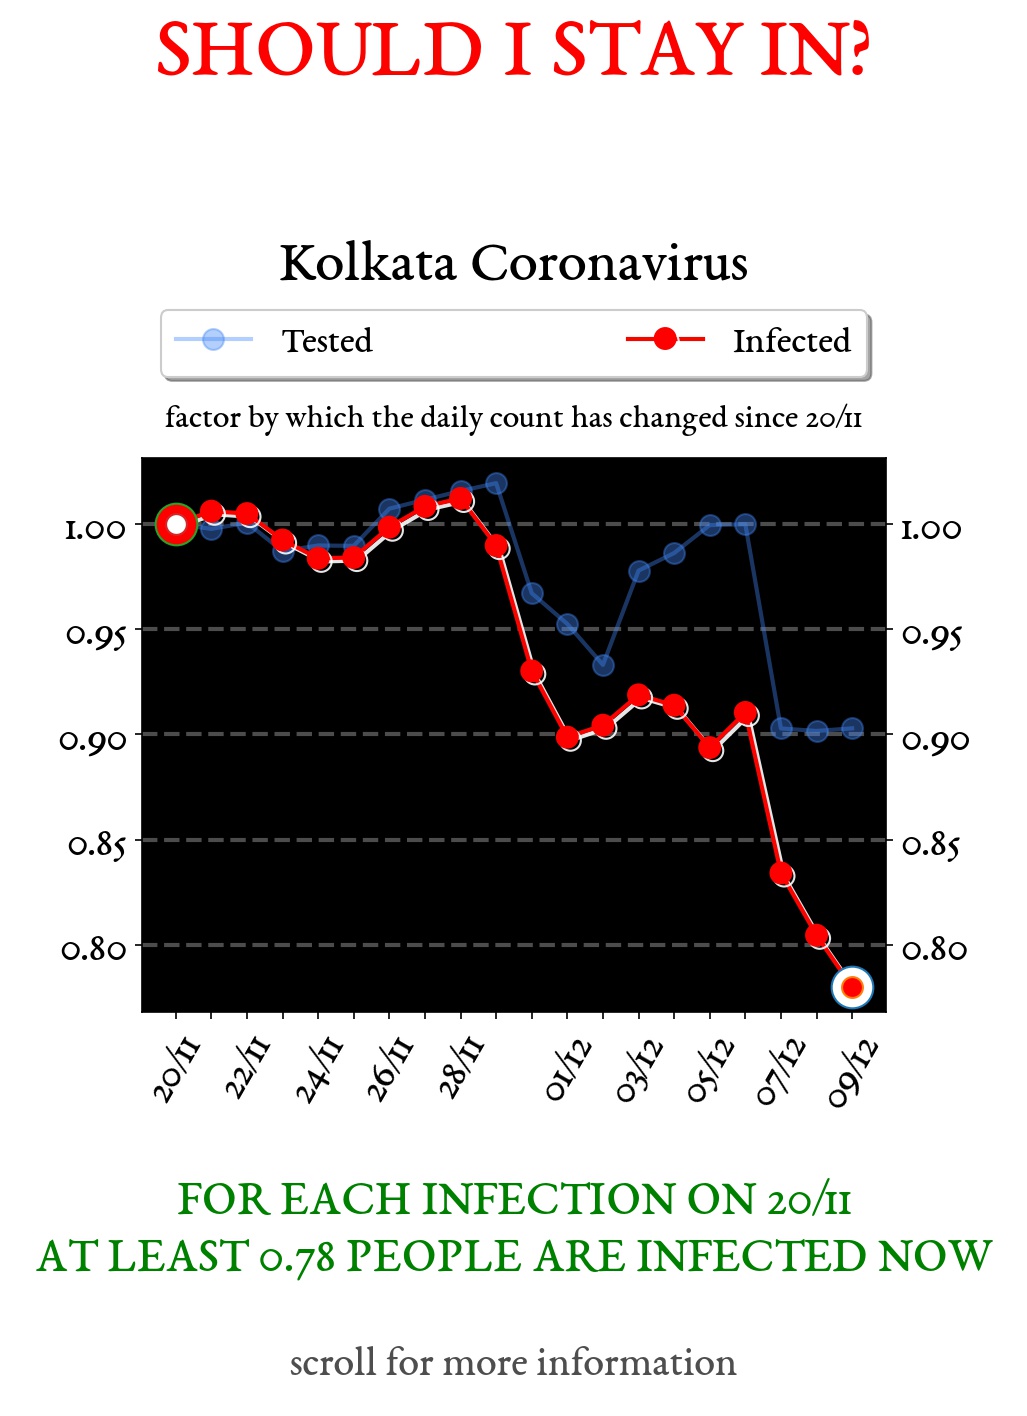 SHOULD I STAY IN?
Kolkata Coronavirus
Tested Infected
factor by which the daily count has changed since 20/11
1.00 1.00
0.95 0.95
0.90 0.90
0.85 0.85
0.80 0.80
20/11 22/11 24/11 26/11 28/11 01/12 03/12 05/12 07/12 09/12
FOR EACH INFECTION ON 20/11
AT LEAST 0.78 PEOPLE ARE INFECTED NOW
scroll for more information